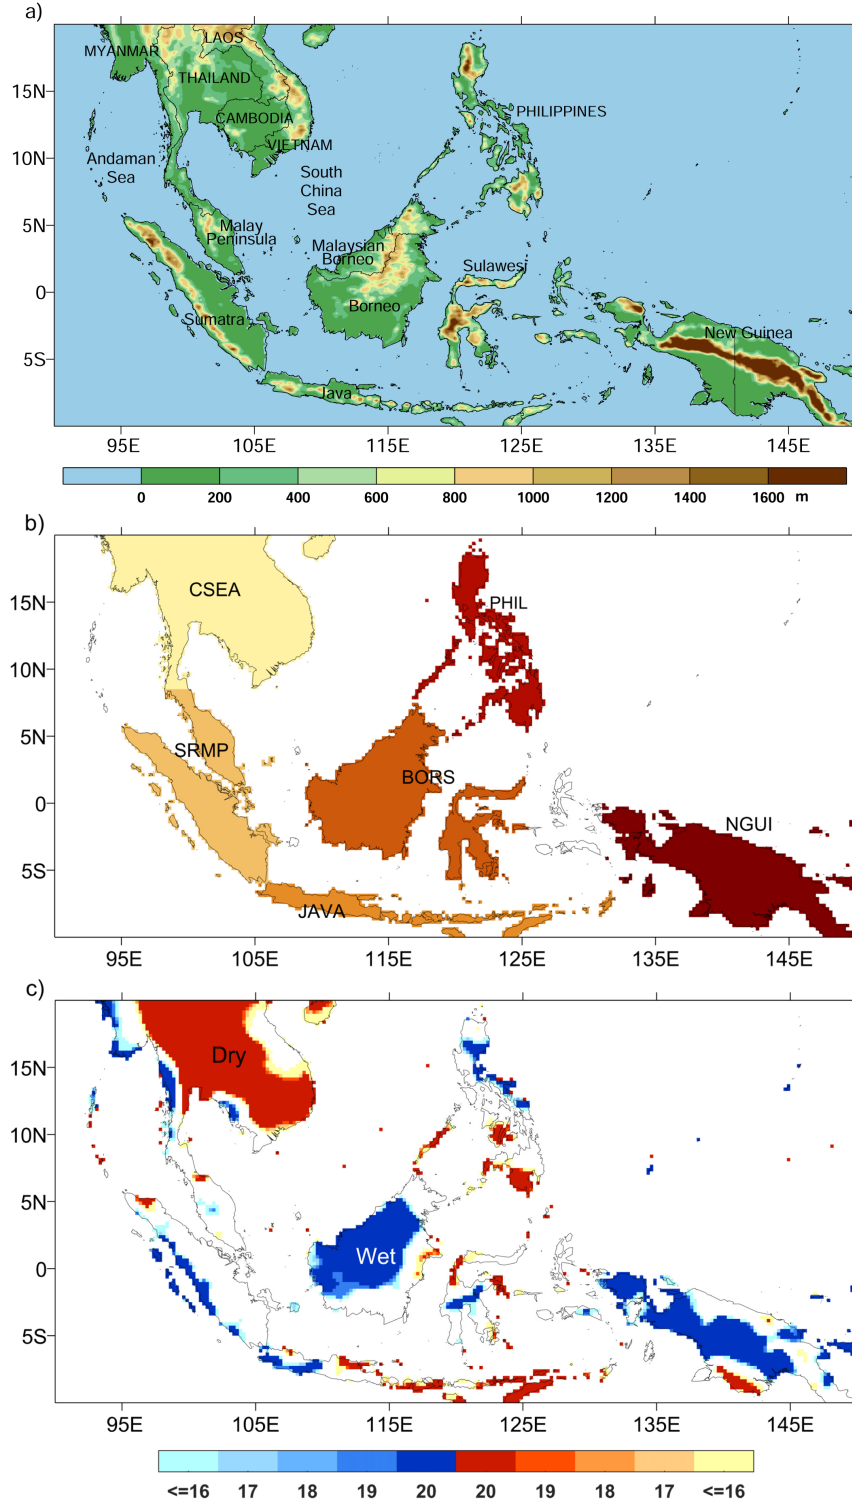 a)
MYANMAR
LAOS
15N
THAILAND
CAMBODIA
PHILIPPINES
VIETNAM
10N
Andaman
Sea
South
China
Sea
5N
Malay
Peninsula
Malaysian
Borneo
Sulawesi
0
Borneo
Sumatra
New Guinea
5S
Java
95E 105E 115E 125E 135E 145E
0 200 400 600 800 1000 1200 1400 1600 m
b)
CSEA
15N
PHIL
10N
5N
SRMP
BORS
0
NGUI
5S
JAVA
95E 105E 115E 125E 135E 145E
c)
Dry
15N
10N
5N
Wet
0
5S
95E 105E 115E 125E 135E 145E
<=16 17 18 19 20 20 19 18 17 <=16